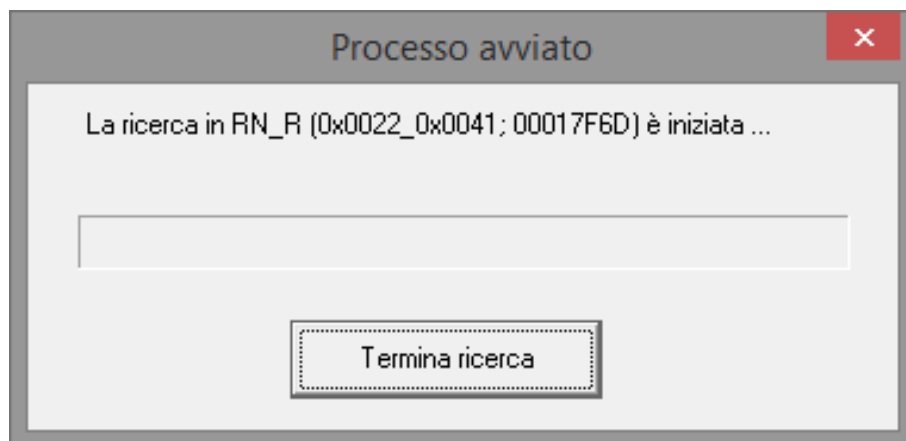 Processo avviato
La ricerca in RN_R (0x0022_0x0041; 00017F6D) è iniziata ...
Termina ricerca